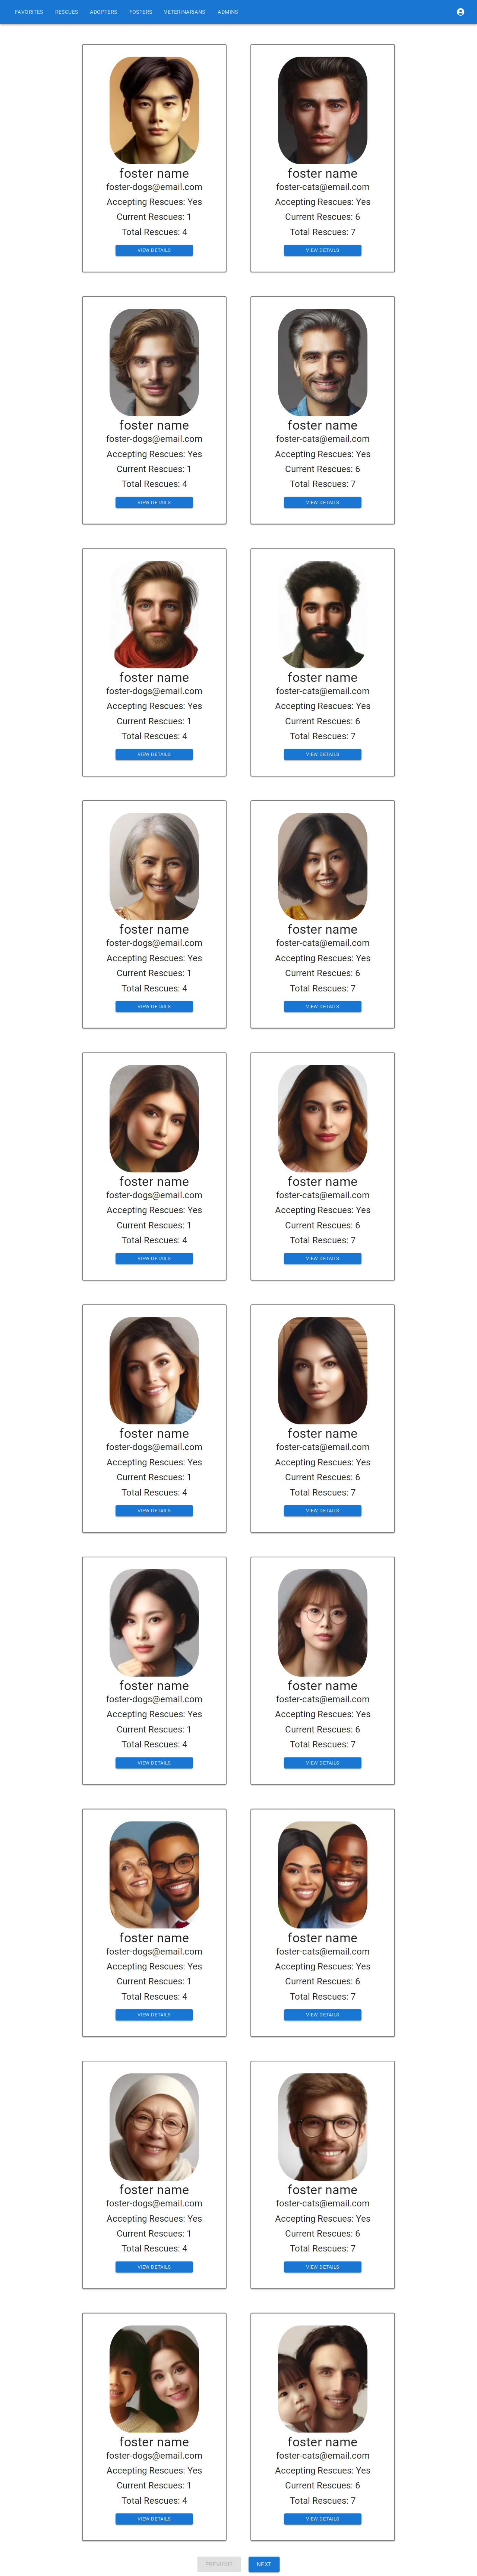 FAVORITES RESCUES ADOPTERS FOSTERS VETERINARIANS ADMINS
foster name
foster-dogs@email.com
Accepting Rescues: Yes
Current Rescues: 1
Total Rescues: 4
VIEW DETAILS
foster name
foster-cats@email.com
Accepting Rescues: Yes
Current Rescues: 6
Total Rescues: 7
VIEW DETAILS
foster name
foster-dogs@email.com
Accepting Rescues: Yes
Current Rescues: 1
Total Rescues: 4
VIEW DETAILS
foster name
foster-cats@email.com
Accepting Rescues: Yes
Current Rescues: 6
Total Rescues: 7
VIEW DETAILS
foster name
foster-dogs@email.com
Accepting Rescues: Yes
Current Rescues: 1
Total Rescues: 4
VIEW DETAILS
foster name
foster-cats@email.com
Accepting Rescues: Yes
Current Rescues: 6
Total Rescues: 7
VIEW DETAILS
foster name
foster-dogs@email.com
Accepting Rescues: Yes
Current Rescues: 1
Total Rescues: 4
VIEW DETAILS
foster name
foster-cats@email.com
Accepting Rescues: Yes
Current Rescues: 6
Total Rescues: 7
VIEW DETAILS
foster name
foster-dogs@email.com
Accepting Rescues: Yes
Current Rescues: 1
Total Rescues: 4
VIEW DETAILS
foster name
foster-cats@email.com
Accepting Rescues: Yes
Current Rescues: 6
Total Rescues: 7
VIEW DETAILS
foster name
foster-dogs@email.com
Accepting Rescues: Yes
Current Rescues: 1
Total Rescues: 4
VIEW DETAILS
foster name
foster-cats@email.com
Accepting Rescues: Yes
Current Rescues: 6
Total Rescues: 7
VIEW DETAILS
foster name
foster-dogs@email.com
Accepting Rescues: Yes
Current Rescues: 1
Total Rescues: 4
VIEW DETAILS
foster name
foster-cats@email.com
Accepting Rescues: Yes
Current Rescues: 6
Total Rescues: 7
VIEW DETAILS
foster name
foster-dogs@email.com
Accepting Rescues: Yes
Current Rescues: 1
Total Rescues: 4
VIEW DETAILS
foster name
foster-cats@email.com
Accepting Rescues: Yes
Current Rescues: 6
Total Rescues: 7
VIEW DETAILS
foster name
foster-dogs@email.com
Accepting Rescues: Yes
Current Rescues: 1
Total Rescues: 4
VIEW DETAILS
foster name
foster-cats@email.com
Accepting Rescues: Yes
Current Rescues: 6
Total Rescues: 7
VIEW DETAILS
foster name
foster-dogs@email.com
Accepting Rescues: Yes
Current Rescues: 1
Total Rescues: 4
VIEW DETAILS
foster name
foster-cats@email.com
Accepting Rescues: Yes
Current Rescues: 6
Total Rescues: 7
VIEW DETAILS
PREVIOUS NEXT